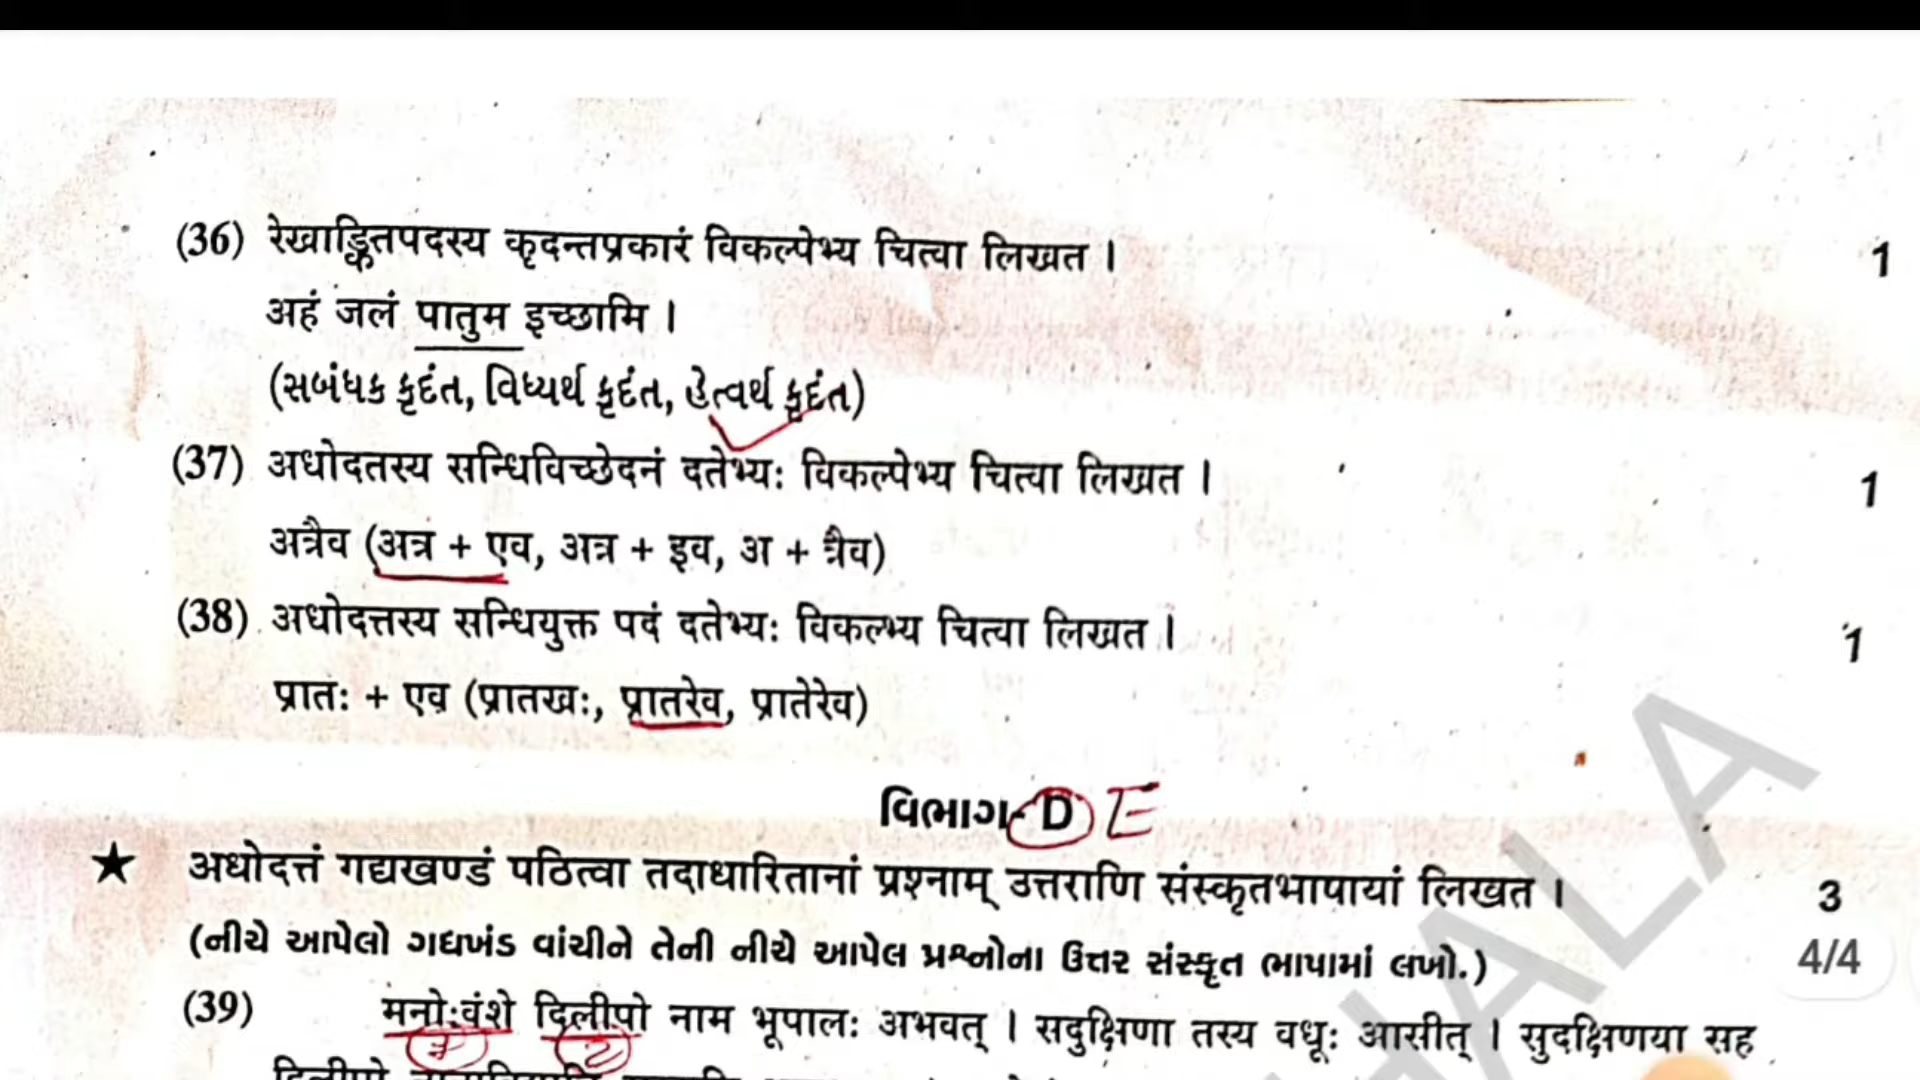 (36) रेखाङ्कितपदस्य कृदन्तप्रकारं विकल्पेभ्य चित्वा लिखत । 1
अहं जलं पातुम इच्छामि ।
(સબંધક કૃદંત, વિધ્યર્થ કૃદંત, હેત્વર્થ કૃદંત)
(37) अधोदतस्य सन्धिविच्छेदनं दतेभ्यः विकल्पेभ्य चित्वा लिखत । 1
अत्रैव (अत्र + एव, अत्र + इव, अ + त्रैव)
(38) अधोदत्तस्य सन्धियुक्त पदं दतेभ्यः विकल्भ्य चित्वा लिखत । 1
प्रातः + एव (प्रातखः, प्रातरेव, प्रातेरेव)
વિભાગ-D E
★ अधोदत्तं गद्यखण्डं पठित्वा तदाधारितानां प्रश्नाम् उत्तराणि संस्कृतभाषायां लिखत । 3
(નીચે આપેલો ગદ્યખંડ વાંચીને તેની નીચે આપેલ પ્રશ્નોના ઉત્તર સંસ્કૃત ભાષામાં લખો.) 4/4
(39) मनोःवंशे दिलीपो नाम भूपालः अभवत् । सदुक्षिणा तस्य वधूः आसीत् । सुदक्षिणया सह
HALA